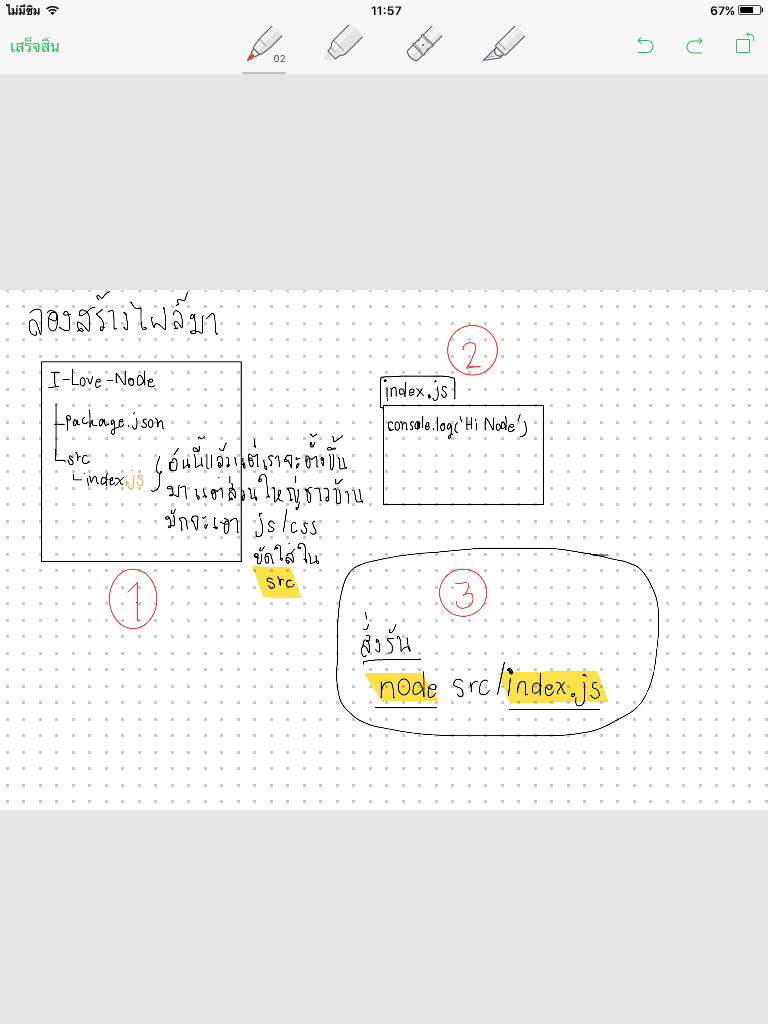 ไม่มีซิม
11:57
67%
เสร็จสิ้น
02
ลองสร้างไฟล์มา
I-Love-Node
package.json
src
index.js
อันนี้แล้วแต่เราจะตั้งขึ้น
มา แต่ส่วนใหญ่ชาวบ้าน
มักจะเอา js/css
ยัดใส่ใน
src
1
2
index.js
console.log('Hi Node')
3
สั่งรัน
node src/index.js